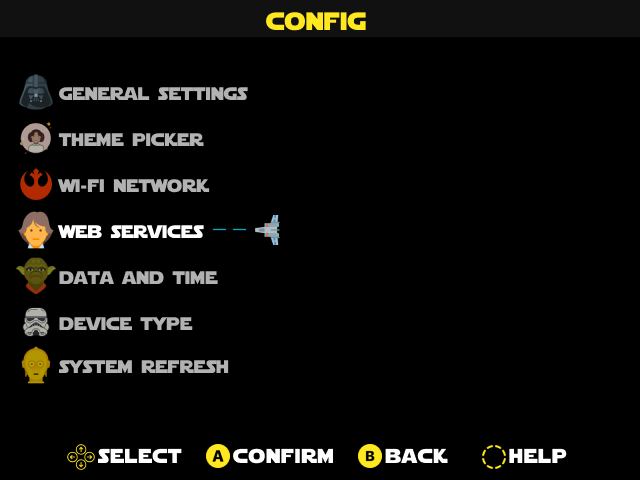 CONFIG
GENERAL SETTINGS
THEME PICKER
WI-FI NETWORK
WEB SERVICES
DATA AND TIME
DEVICE TYPE
SYSTEM REFRESH
SELECT A CONFIRM B BACK HELP